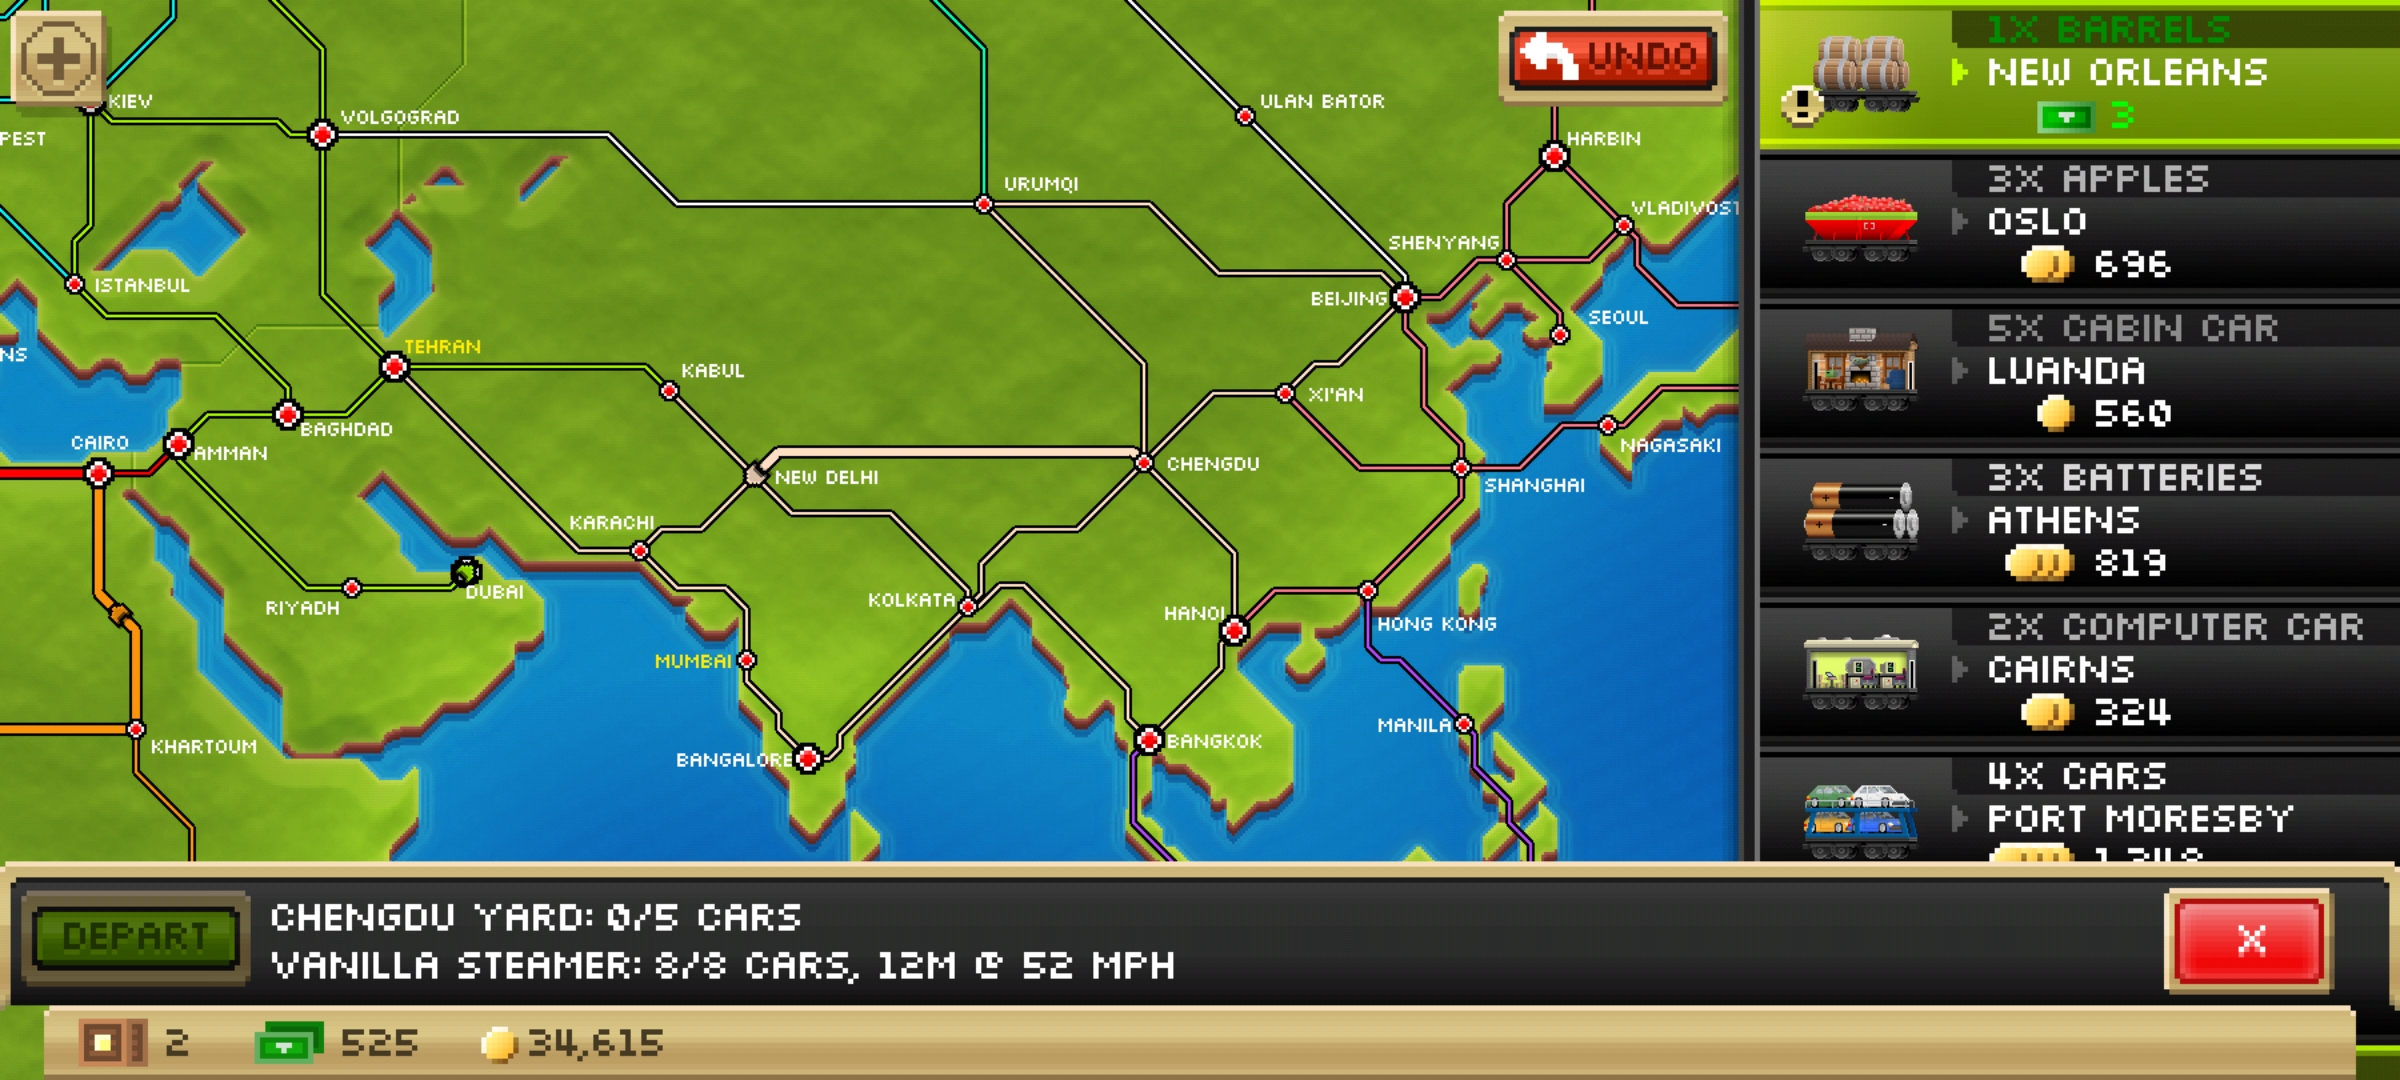 UNDO
KIEV
PEST
VOLGOGRAD
ULAN BATOR
HARBIN
URUMQI
VLADIVOST
SHENYANG
ISTANBUL
BEIJING
SEOUL
NS
TEHRAN
KABUL
XI'AN
BAGHDAD
CAIRO
AMMAN
NAGASAKI
NEW DELHI
CHENGDU
SHANGHAI
KARACHI
DUBAI
RIYADH
KOLKATA
HANOI
HONG KONG
MUMBAI
MANILA
KHARTOUM
BANGALORE
BANGKOK
1X BARRELS
NEW ORLEANS
3
3X APPLES
OSLO
696
5X CABIN CAR
LUANDA
560
3X BATTERIES
ATHENS
819
2X COMPUTER CAR
CAIRNS
324
4X CARS
PORT MORESBY
DEPART
CHENGDU YARD: 0/5 CARS
VANILLA STEAMER: 8/8 CARS, 12M @ 52 MPH
X
2
525
34,615